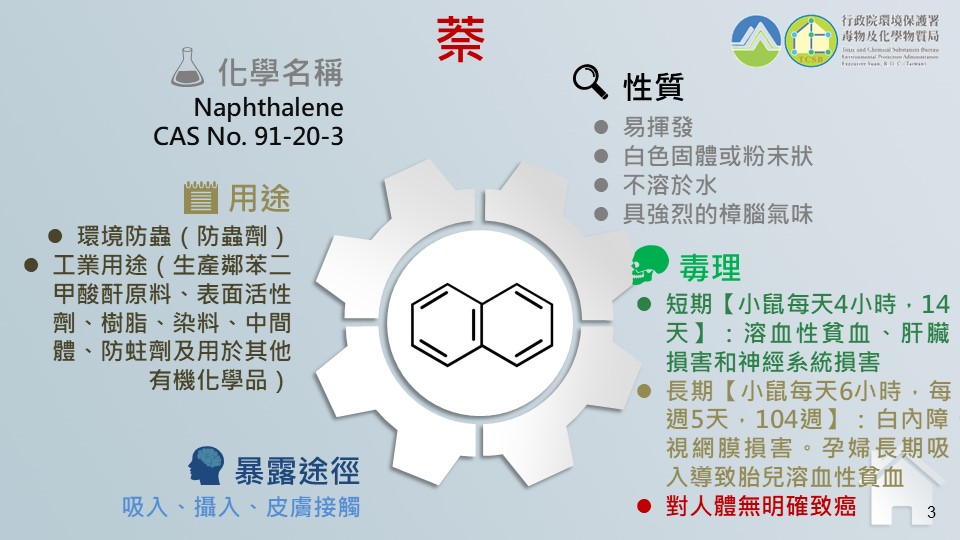 萘
行政院環境保護署
毒物及化學物質局
Toxic and Chemical Substances Bureau
Environmental Protection Administration
Executive Yuan, R.O.C. (Taiwan)
TCSB
化學名稱
Naphthalene
CAS No. 91-20-3
用途
● 環境防蟲（防蟲劑）
● 工業用途（生產鄰苯二
甲酸酐原料、表面活性
劑、樹脂、染料、中間
體、防蛀劑及用於其他
有機化學品）
暴露途徑
吸入、攝入、皮膚接觸
性質
● 易揮發
● 白色固體或粉末狀
● 不溶於水
● 具強烈的樟腦氣味
毒理
● 短期【小鼠每天4小時，14
天】：溶血性貧血、肝臟
損害和神經系統損害
● 長期【小鼠每天6小時，每
週5天，104週】：白內障
視網膜損害。孕婦長期吸
入導致胎兒溶血性貧血
● 對人體無明確致癌
3